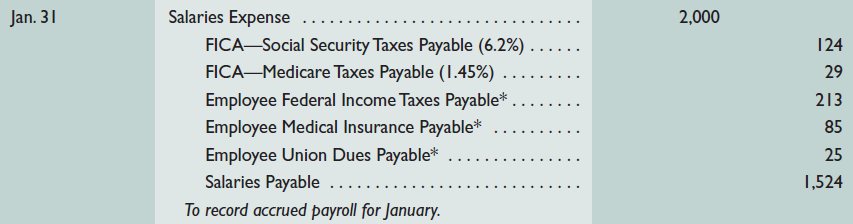 Jan. 31 Salaries Expense .............................. 2,000
FICA—Social Security Taxes Payable (6.2%) ...... 124
FICA—Medicare Taxes Payable (1.45%) ......... 29
Employee Federal Income Taxes Payable* ........ 213
Employee Medical Insurance Payable* .......... 85
Employee Union Dues Payable* ............... 25
Salaries Payable ........................... 1,524
To record accrued payroll for January.